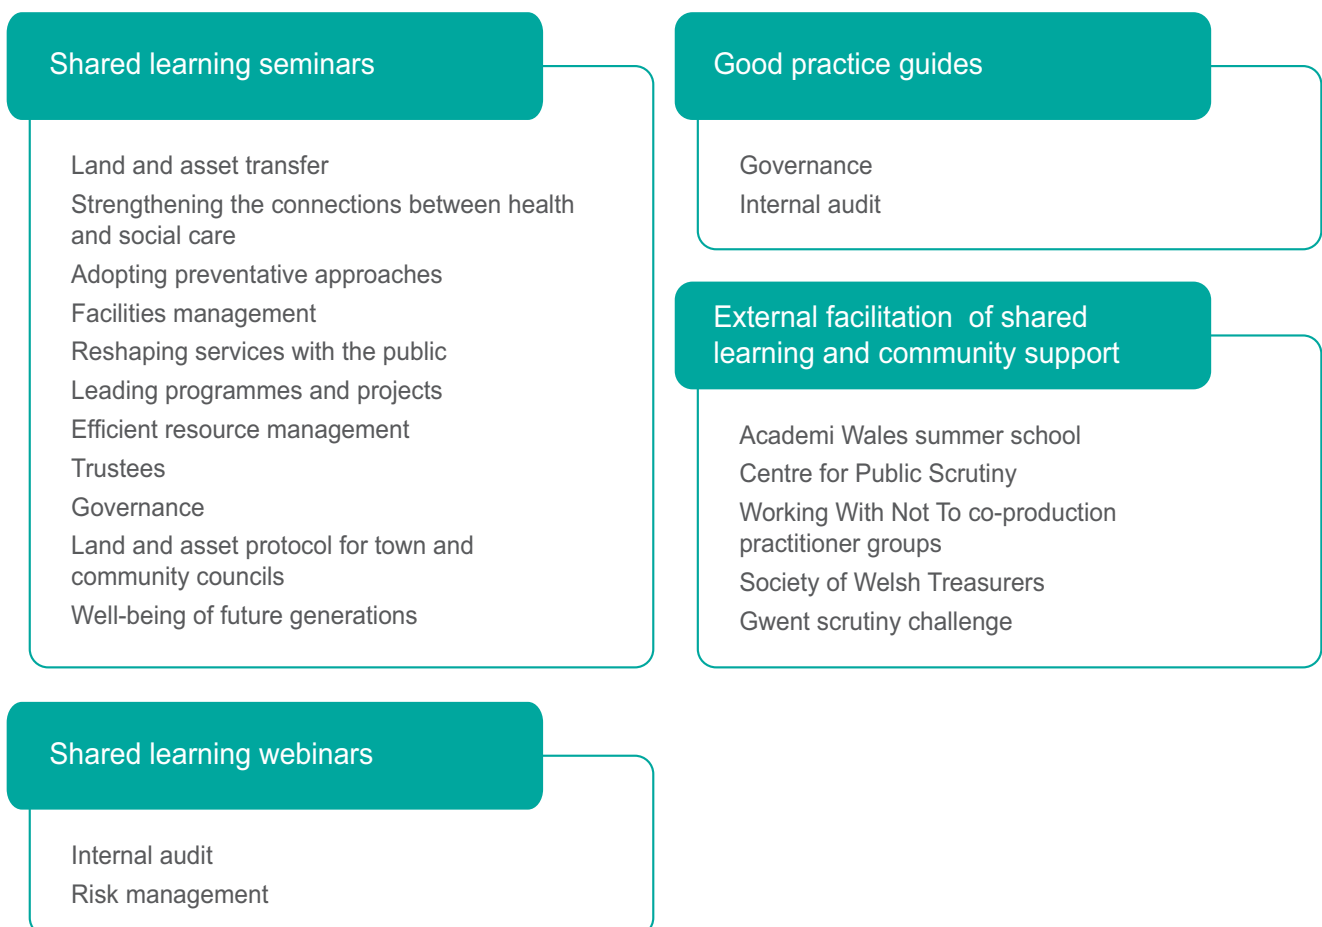 Shared learning seminars
Land and asset transfer
Strengthening the connections between health
and social care
Adopting preventative approaches
Facilities management
Reshaping services with the public
Leading programmes and projects
Efficient resource management
Trustees
Governance
Land and asset protocol for town and
community councils
Well-being of future generations
Shared learning webinars
Internal audit
Risk management
Good practice guides
Governance
Internal audit
External facilitation of shared
learning and community support
Academi Wales summer school
Centre for Public Scrutiny
Working With Not To co-production
practitioner groups
Society of Welsh Treasurers
Gwent scrutiny challenge